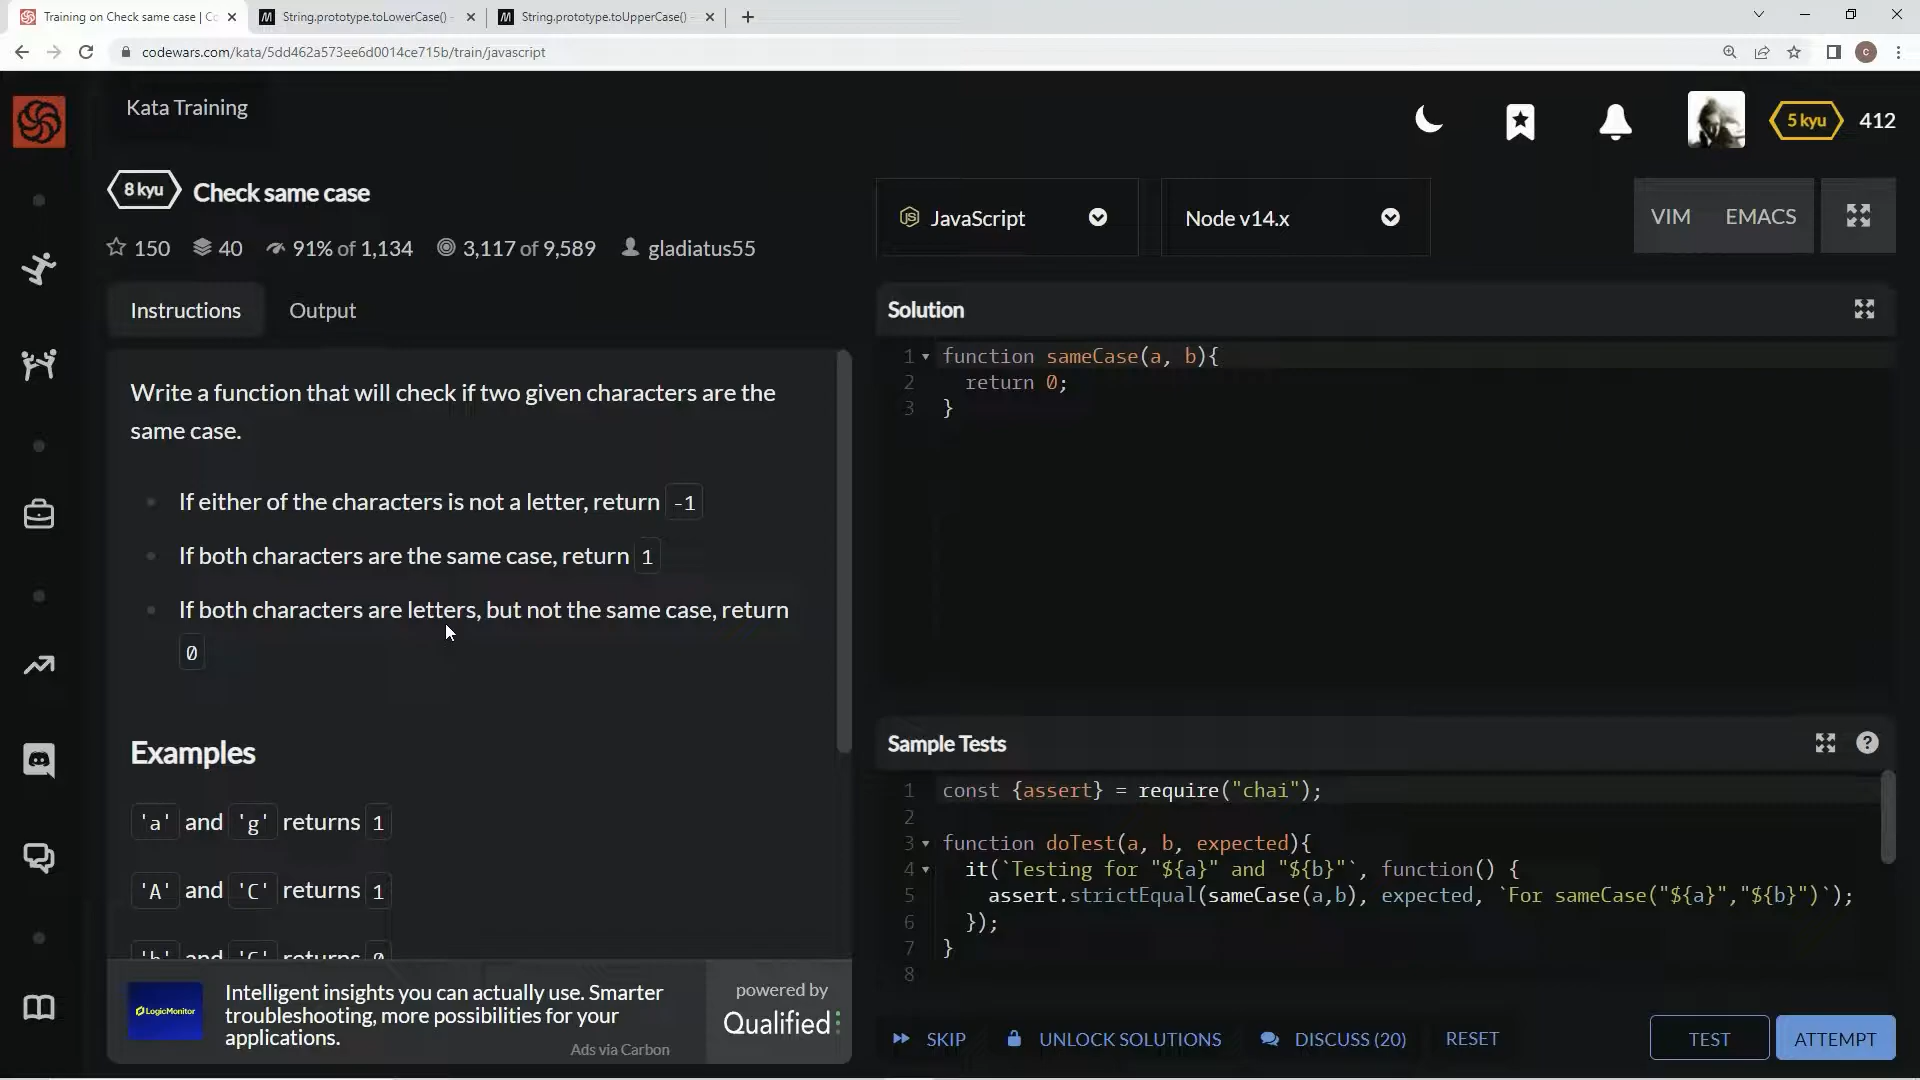 Training on Check same case | Co
String.prototype.toLowerCase() -
String.prototype.toUpperCase() -
codewars.com/kata/5dd462a573ee6d0014ce715b/train/javascript
C
Kata Training
5 kyu
412
8 kyu
Check same case
150
40
91% of 1,134
3,117 of 9,589
gladiatus55
JS
JavaScript
Node v14.x
VIM
EMACS
Instructions
Output
Write a function that will check if two given characters are the
same case.
If either of the characters is not a letter, return -1
If both characters are the same case, return 1
If both characters are letters, but not the same case, return
0
Examples
'a' and 'g' returns 1
'A' and 'C' returns 1
'b' and 'G' returns 0
LogicMonitor
Intelligent insights you can actually use. Smarter
troubleshooting, more possibilities for your
applications.
Ads via Carbon
powered by
Qualified
Solution
1 function sameCase(a, b){
2 return 0;
3 }
Sample Tests
?
1 const {assert} = require("chai");
2
3 function doTest(a, b, expected){
4 it(`Testing for "${a}" and "${b}"`, function() {
5 assert.strictEqual(sameCase(a,b), expected, `For sameCase("${a}","${b}")`);
6 });
7 }
8
SKIP
UNLOCK SOLUTIONS
DISCUSS (20)
RESET
TEST
ATTEMPT